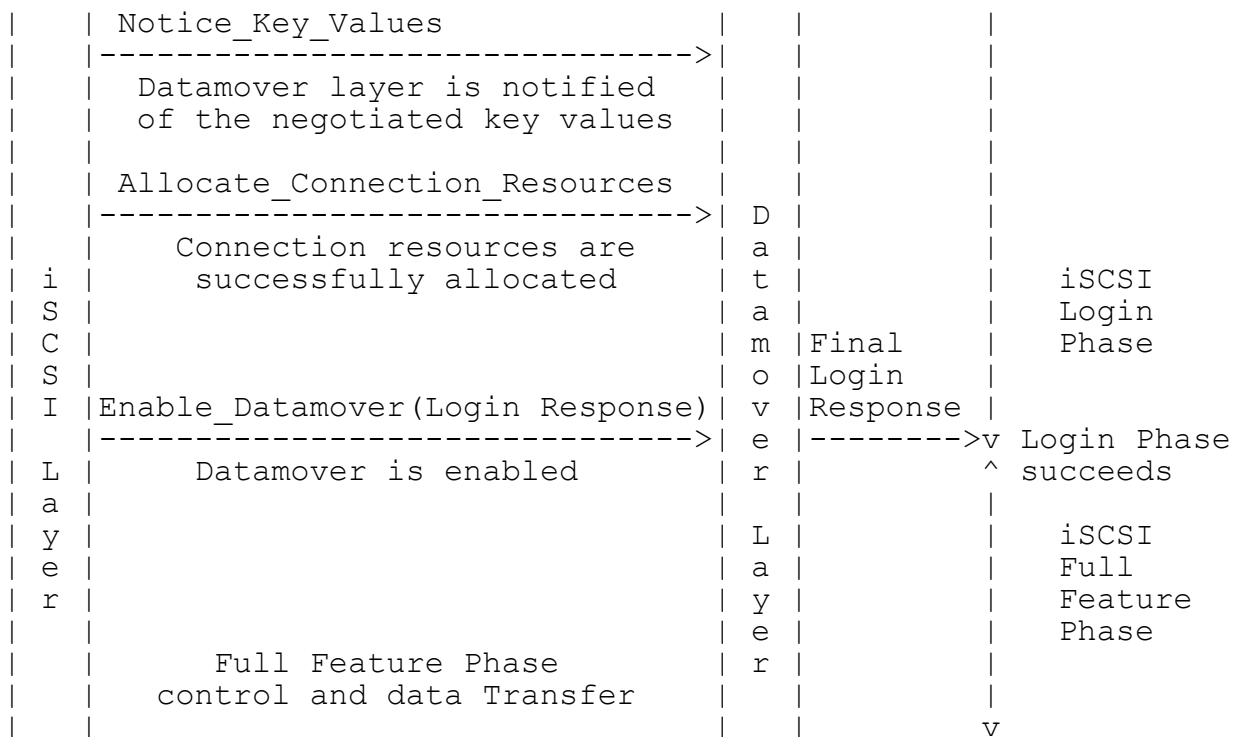 |   | Notice_Key_Values              |   |         |
|   |------------------------------->|   |         |
|   |  Datamover layer is notified   |   |         |
|   |  of the negotiated key values  |   |         |
|   |                                |   |         |
|   | Allocate_Connection_Resources  |   |         |
|   |------------------------------->| D |         |
|   |    Connection resources are    | a |         |
| i |     successfully allocated     | t |         |   iSCSI
| S |                                | a |         |   Login
| C |                                | m |Final    |   Phase
| S |                                | o |Login    |
| I |Enable_Datamover(Login Response)| v |Response |
|   |------------------------------->| e |-------->v Login Phase
| L |     Datamover is enabled       | r |         ^ succeeds
| a |                                |   |         |
| y |                                | L |         |   iSCSI
| e |                                | a |         |   Full
| r |                                | y |         |   Feature
|   |                                | e |         |   Phase
|   |      Full Feature Phase        | r |         |
|   |   control and data Transfer    |   |         |
|   |                                |   |         v